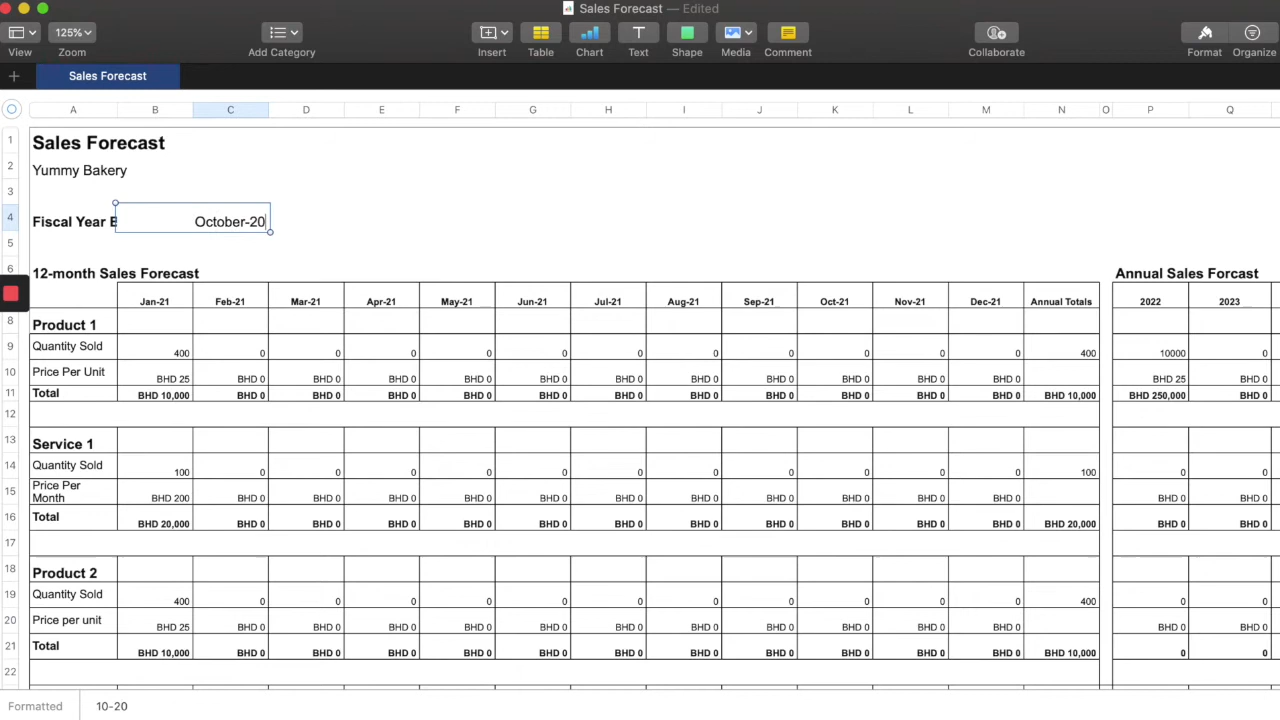 Sales Forecast — Edited
125%
View Zoom Add Category Insert Table Chart Text Shape Media Comment Collaborate Format Organize
Sales Forecast
A B C D E F G H I J K L M N O P Q
1 Sales Forecast
2 Yummy Bakery
3
4 Fiscal Year B October-20
5
6 12-month Sales Forecast Annual Sales Forcast
Jan-21 Feb-21 Mar-21 Apr-21 May-21 Jun-21 Jul-21 Aug-21 Sep-21 Oct-21 Nov-21 Dec-21 Annual Totals 2022 2023
8 Product 1
9 Quantity Sold 400 0 0 0 0 0 0 0 0 0 0 0 400 10000 0
10 Price Per Unit BHD 25 BHD 0 BHD 0 BHD 0 BHD 0 BHD 0 BHD 0 BHD 0 BHD 0 BHD 0 BHD 0 BHD 0 BHD 25 BHD 0
11 Total BHD 10,000 BHD 0 BHD 0 BHD 0 BHD 0 BHD 0 BHD 0 BHD 0 BHD 0 BHD 0 BHD 0 BHD 0 BHD 10,000 BHD 250,000 BHD 0
12
13 Service 1
14 Quantity Sold 100 0 0 0 0 0 0 0 0 0 0 0 100 0 0
15 Price Per
Month BHD 200 BHD 0 BHD 0 BHD 0 BHD 0 BHD 0 BHD 0 BHD 0 BHD 0 BHD 0 BHD 0 BHD 0 BHD 0 BHD 0
16 Total BHD 20,000 BHD 0 BHD 0 BHD 0 BHD 0 BHD 0 BHD 0 BHD 0 BHD 0 BHD 0 BHD 0 BHD 0 BHD 20,000 BHD 0 BHD 0
17
18 Product 2
19 Quantity Sold 400 0 0 0 0 0 0 0 0 0 0 0 400 0 0
20 Price per unit BHD 25 BHD 0 BHD 0 BHD 0 BHD 0 BHD 0 BHD 0 BHD 0 BHD 0 BHD 0 BHD 0 BHD 0 BHD 0 BHD 0
21 Total BHD 10,000 BHD 0 BHD 0 BHD 0 BHD 0 BHD 0 BHD 0 BHD 0 BHD 0 BHD 0 BHD 0 BHD 0 BHD 10,000 0 0
22
Formatted 10-20